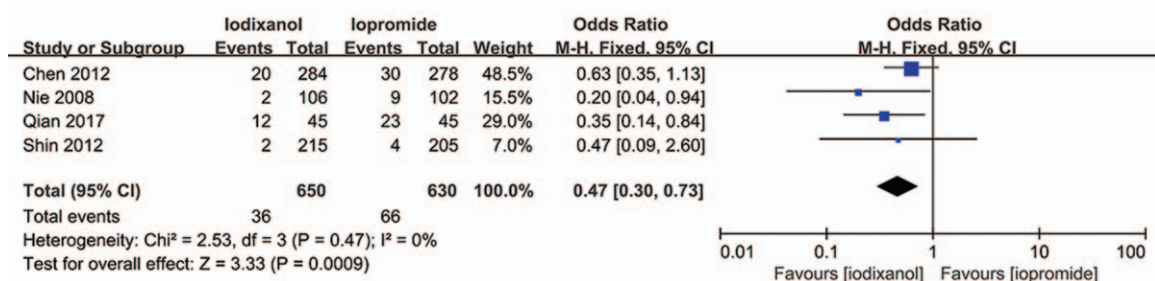 Iodixanol Iopromide Odds Ratio Odds Ratio
Study or Subgroup Events Total Events Total Weight M-H. Fixed. 95% CI M-H. Fixed. 95% CI
Chen 2012 20 284 30 278 48.5% 0.63 [0.35, 1.13]
Nie 2008 2 106 9 102 15.5% 0.20 [0.04, 0.94]
Qian 2017 12 45 23 45 29.0% 0.35 [0.14, 0.84]
Shin 2012 2 215 4 205 7.0% 0.47 [0.09, 2.60]
Total (95% CI) 650 630 100.0% 0.47 [0.30, 0.73]
Total events 36 66
Heterogeneity: Chi² = 2.53, df = 3 (P = 0.47); I² = 0%
Test for overall effect: Z = 3.33 (P = 0.0009)
0.01 0.1 1 10 100
Favours [iodixanol] Favours [iopromide]